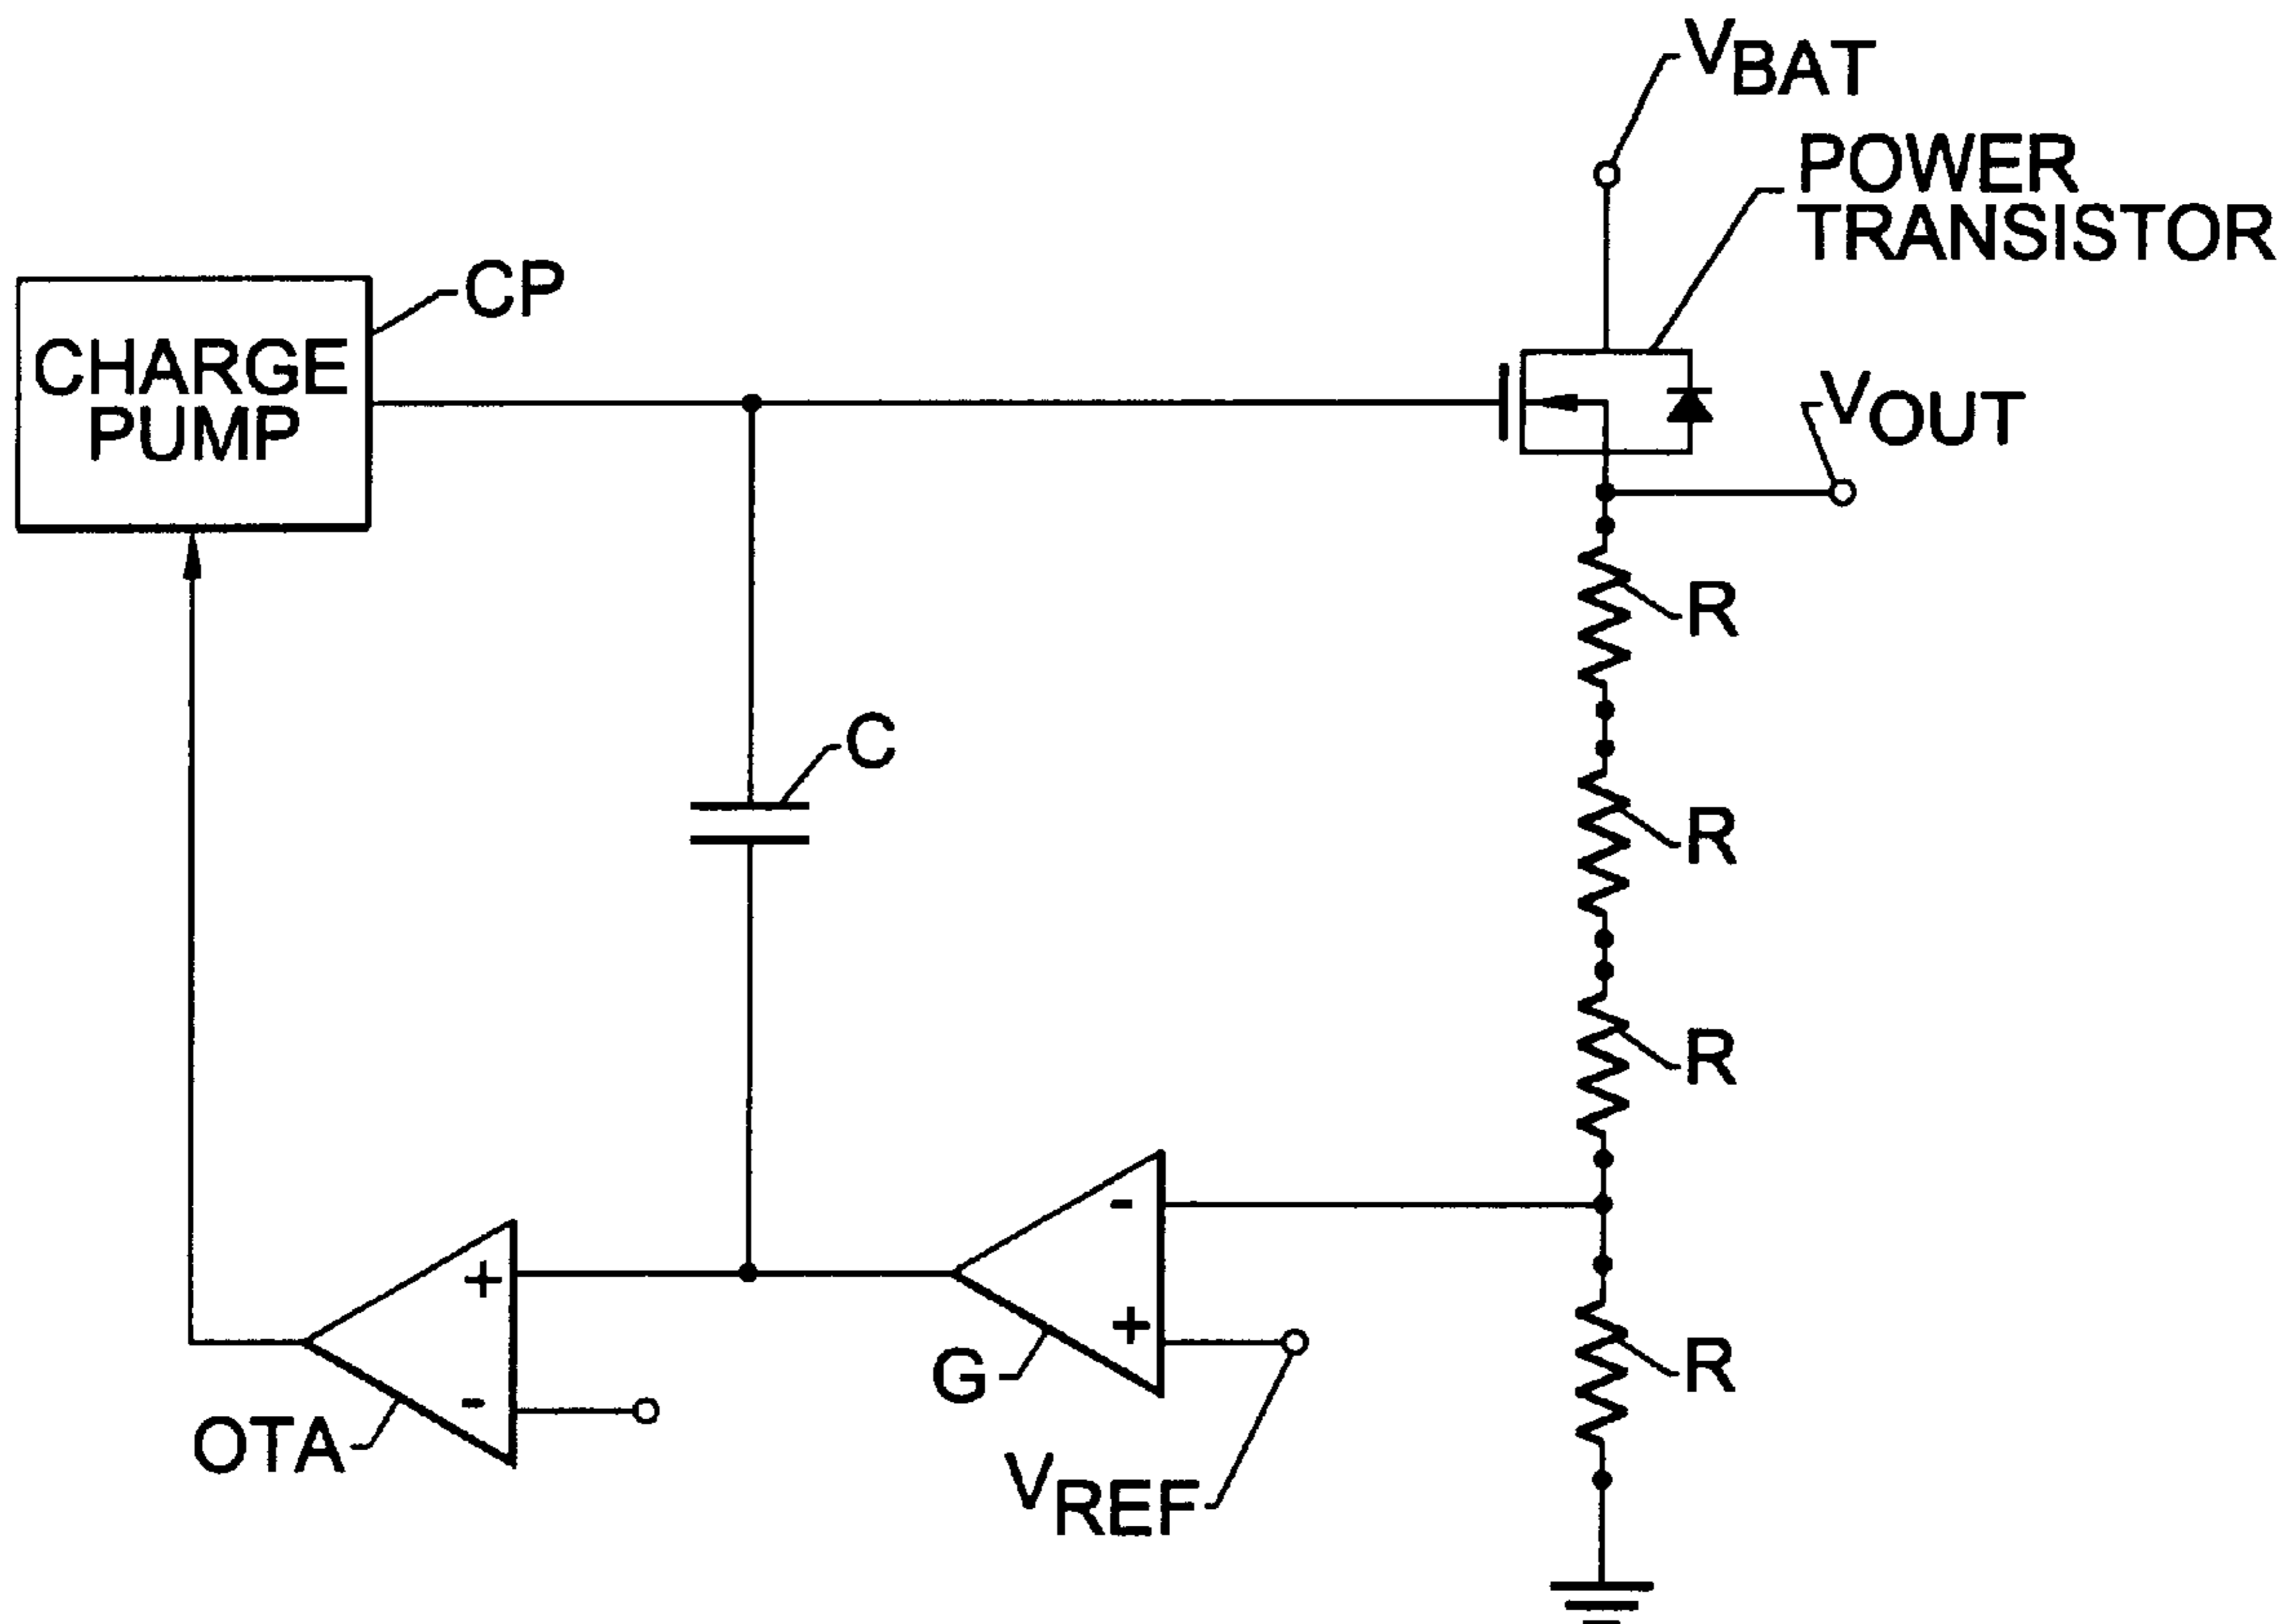 VBAT
POWER
TRANSISTOR
CP
CHARGE
PUMP
VOUT
R
C
R
R
-
+
+
G
R
-
OTA
VREF